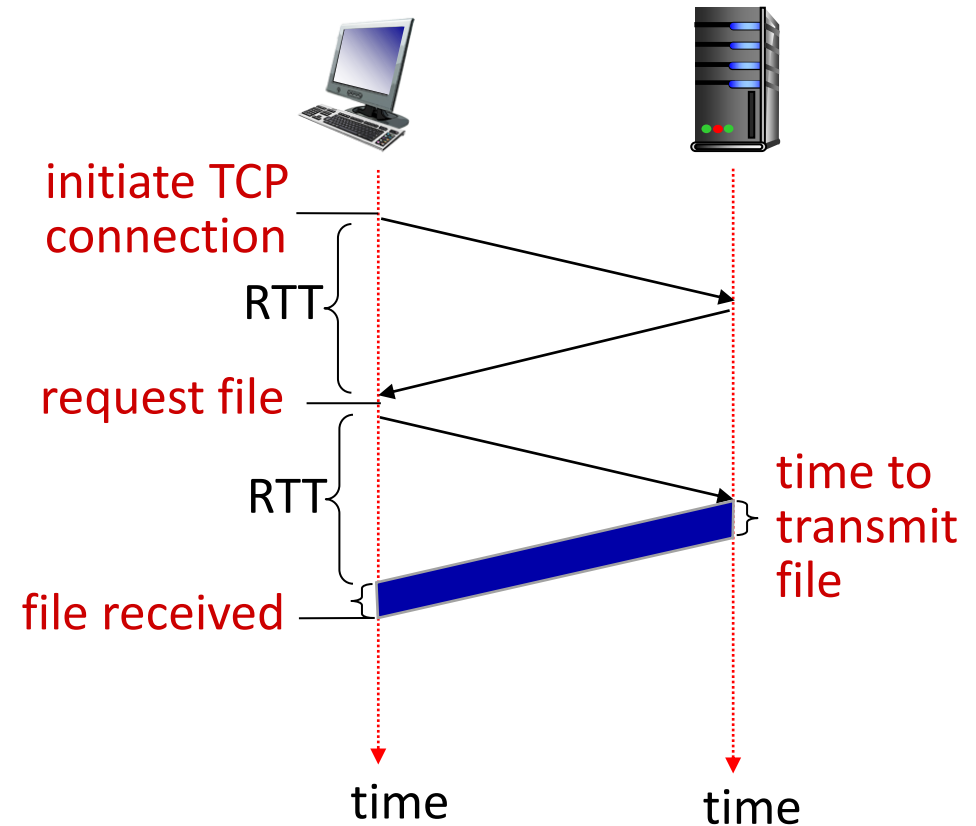 initiate TCP
connection
RTT
request file
RTT
time to
transmit
file
file received
time
time